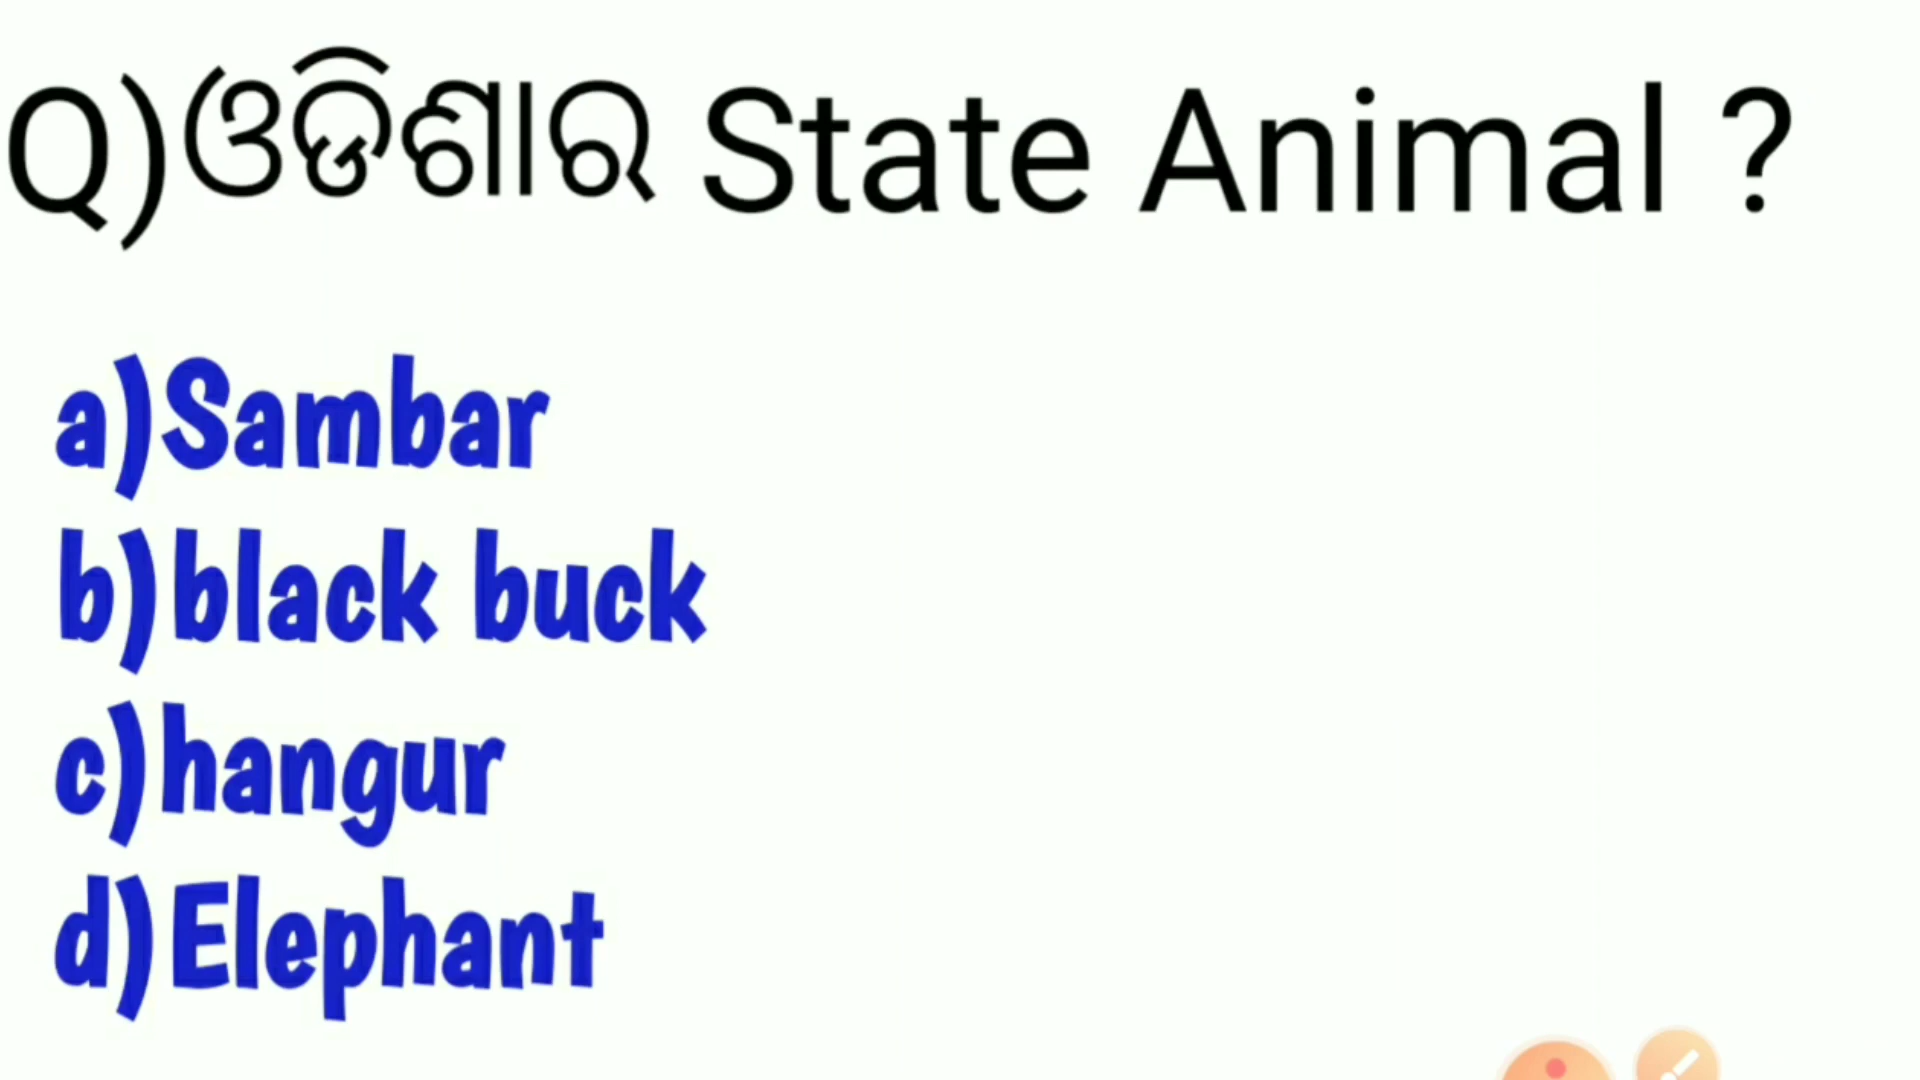 Q)ଓଡିଶାର State Animal ?
a)Sambar
b)black buck
c)hangur
d)Elephant